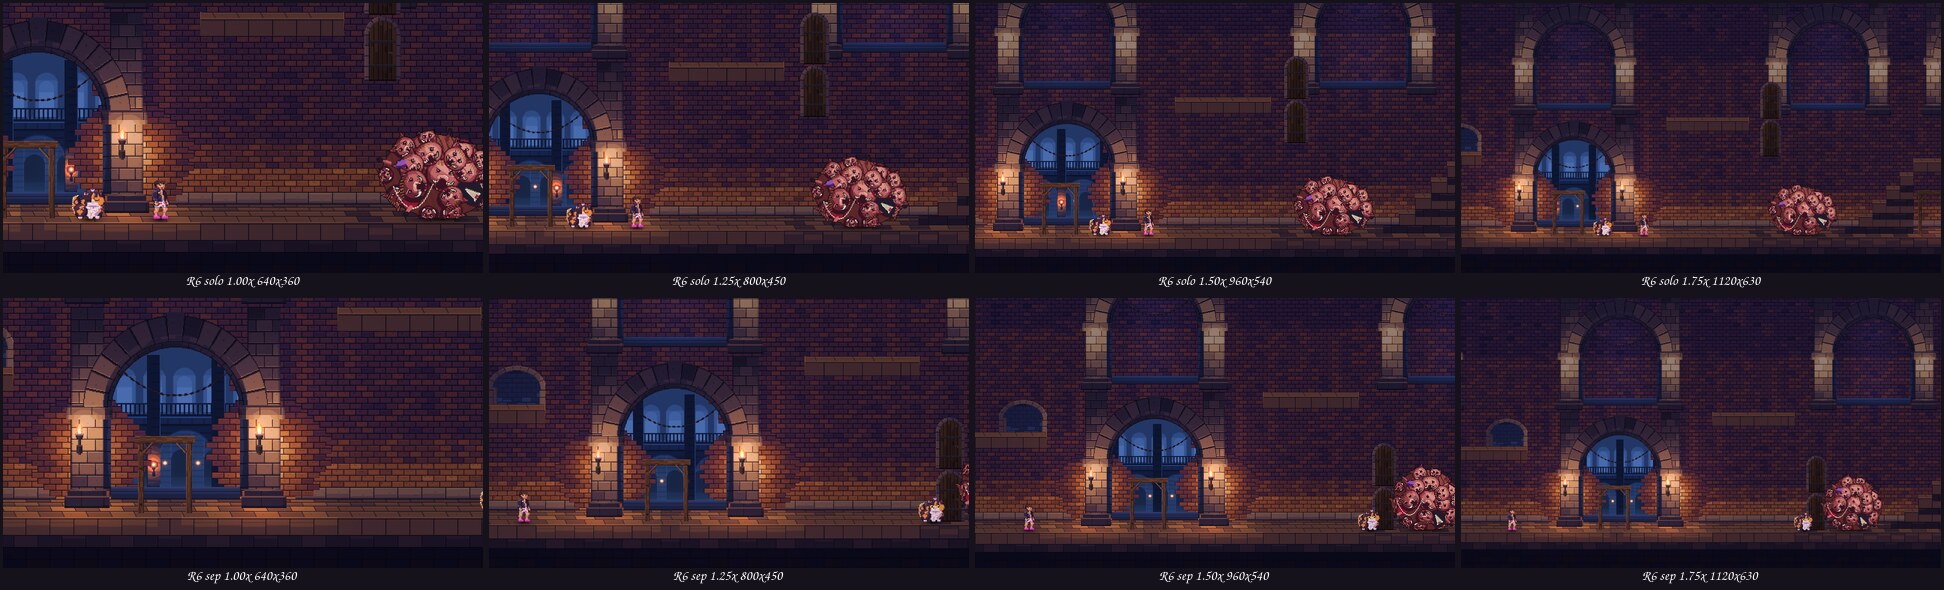 R6 solo 1.00x 640x360
R6 solo 1.25x 800x450
R6 solo 1.50x 960x540
R6 solo 1.75x 1120x630
R6 sep 1.00x 640x360
R6 sep 1.25x 800x450
R6 sep 1.50x 960x540
R6 sep 1.75x 1120x630